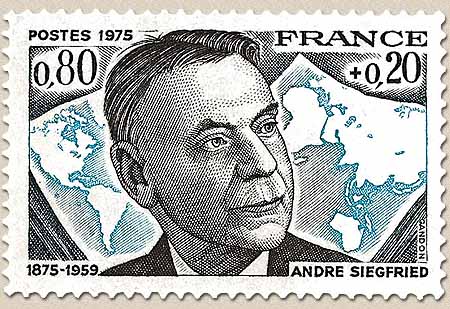 POSTES 1975
FRANCE
0,80
+0,20
GANDON
1875-1959
ANDRE SIEGFRIED